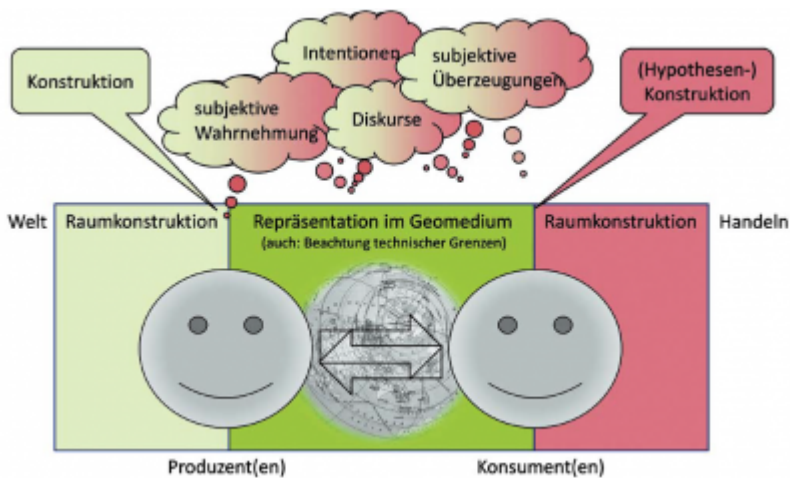 Konstruktion
Intentionen
subjektive
Überzeugungen
subjektive
Wahrnehmung
Diskurse
(Hypothesen-)
Konstruktion
Welt
Raumkonstruktion
Repräsentation im Geomedium
(auch: Beachtung technischer Grenzen)
Raumkonstruktion
Handeln
Produzent(en)
Konsument(en)